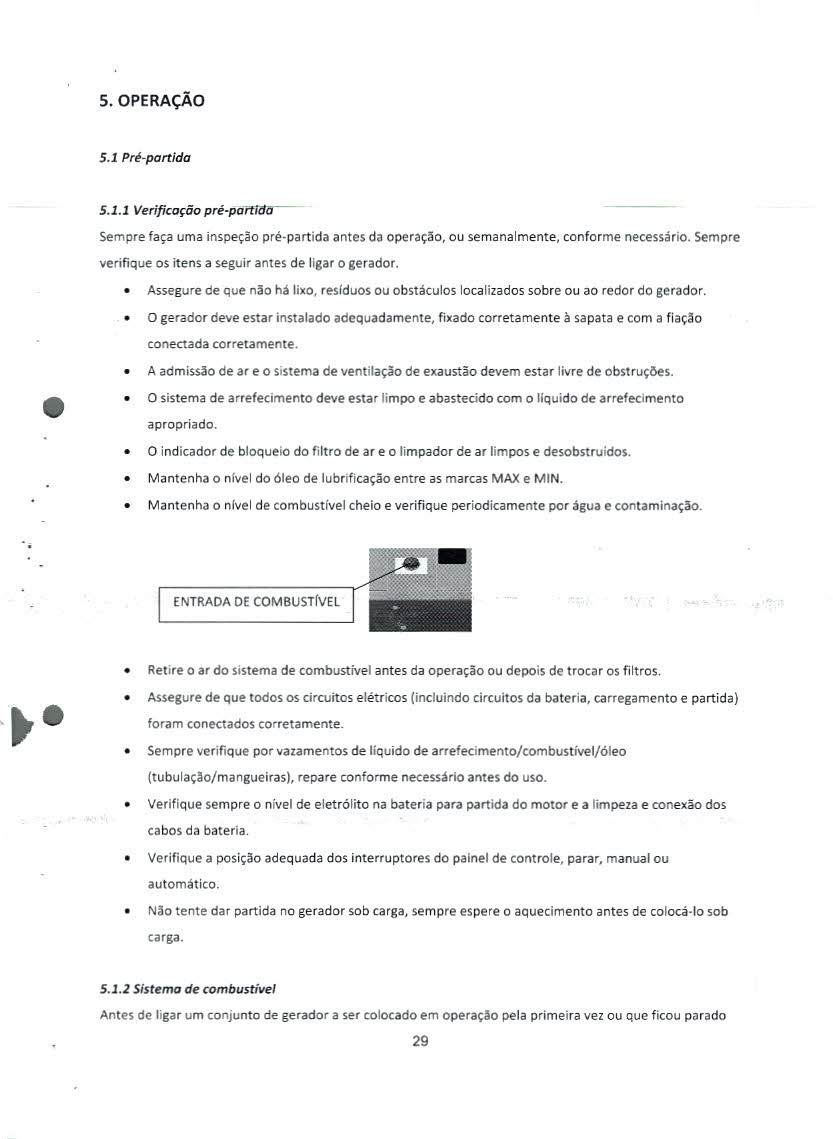 5. OPERAÇÃO
5.1 Pré-partida
5.1.1 Verificação pré-partida
Sempre faça uma inspeção pré-partida antes da operação, ou semanalmente, conforme necessário. Sempre
verifique os itens a seguir antes de ligar o gerador.
• Assegure de que não há lixo, resíduos ou obstáculos localizados sobre ou ao redor do gerador.
• O gerador deve estar instalado adequadamente, fixado corretamente à sapata e com a fiação
conectada corretamente.
• A admissão de ar e o sistema de ventilação de exaustão devem estar livre de obstruções.
• O sistema de arrefecimento deve estar limpo e abastecido com o líquido de arrefecimento
apropriado.
• O indicador de bloqueio do filtro de ar e o limpador de ar limpos e desobstruídos.
• Mantenha o nível do óleo de lubrificação entre as marcas MAX e MIN.
• Mantenha o nível de combustível cheio e verifique periodicamente por água e contaminação.
ENTRADA DE COMBUSTÍVEL
• Retire o ar do sistema de combustível antes da operação ou depois de trocar os filtros.
• Assegure de que todos os circuitos elétricos (incluindo circuitos da bateria, carregamento e partida)
foram conectados corretamente.
• Sempre verifique por vazamentos de líquido de arrefecimento/combustível/óleo
(tubulação/mangueiras), repare conforme necessário antes do uso.
• Verifique sempre o nível de eletrólito na bateria para partida do motor e a limpeza e conexão dos
cabos da bateria.
• Verifique a posição adequada dos interruptores do painel de controle, parar, manual ou
automático.
• Não tente dar partida no gerador sob carga, sempre espere o aquecimento antes de colocá-lo sob
carga.
5.1.2 Sistema de combustível
Antes de ligar um conjunto de gerador a ser colocado em operação pela primeira vez ou que ficou parado
29